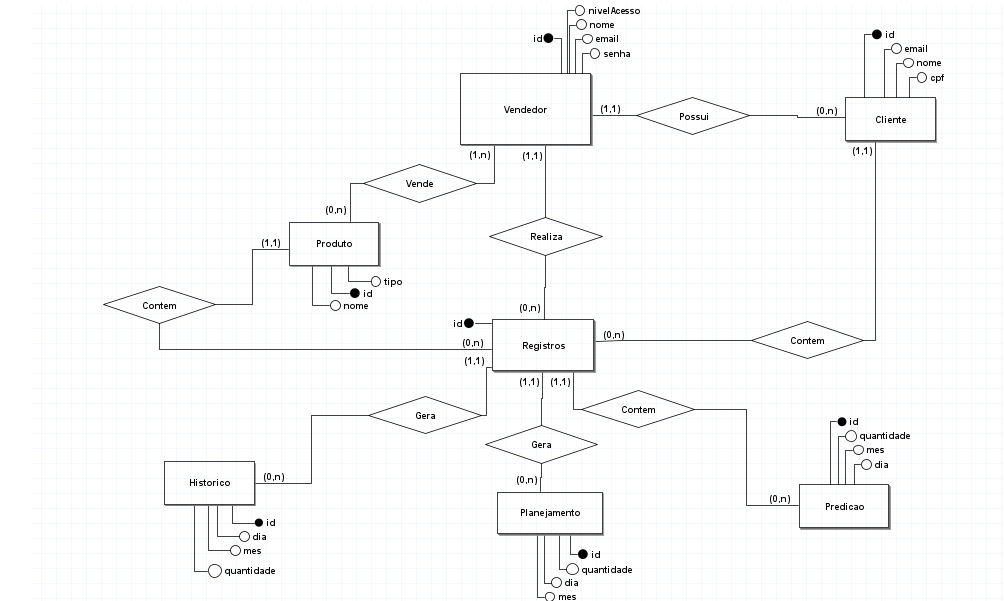 nivelAcesso
nome
id
email
senha
id
email
nome
cpf
Vendedor
(1,1)
Possui
(0,n)
Cliente
(1,n)
(1,1)
(1,1)
Vende
(0,n)
Realiza
(1,1)
Produto
tipo
id
nome
Contem
(0,n)
id
(0,n)
Registros
(0,n)
Contem
(1,1)
(1,1)
(1,1)
Gera
Contem
Gera
id
quantidade
mes
dia
Historico
(0,n)
(0,n)
(0,n)
Predicao
Planejamento
id
dia
mes
quantidade
id
quantidade
dia
mes